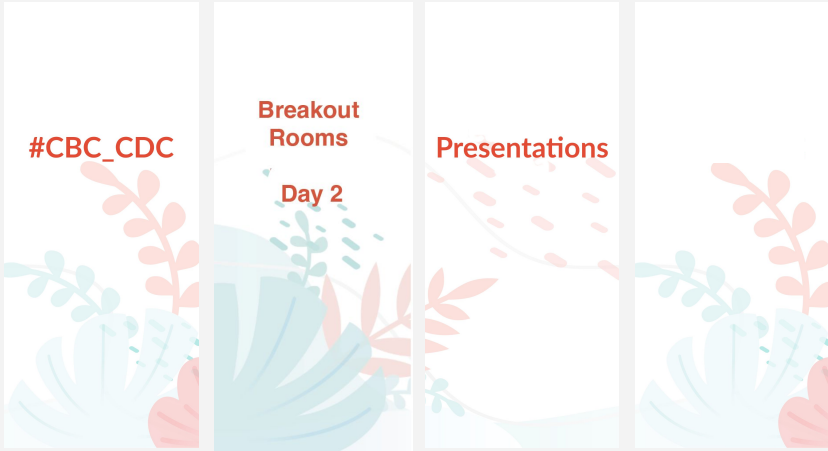 #CBC_CDC
Breakout
Rooms
Day 2
Presentations